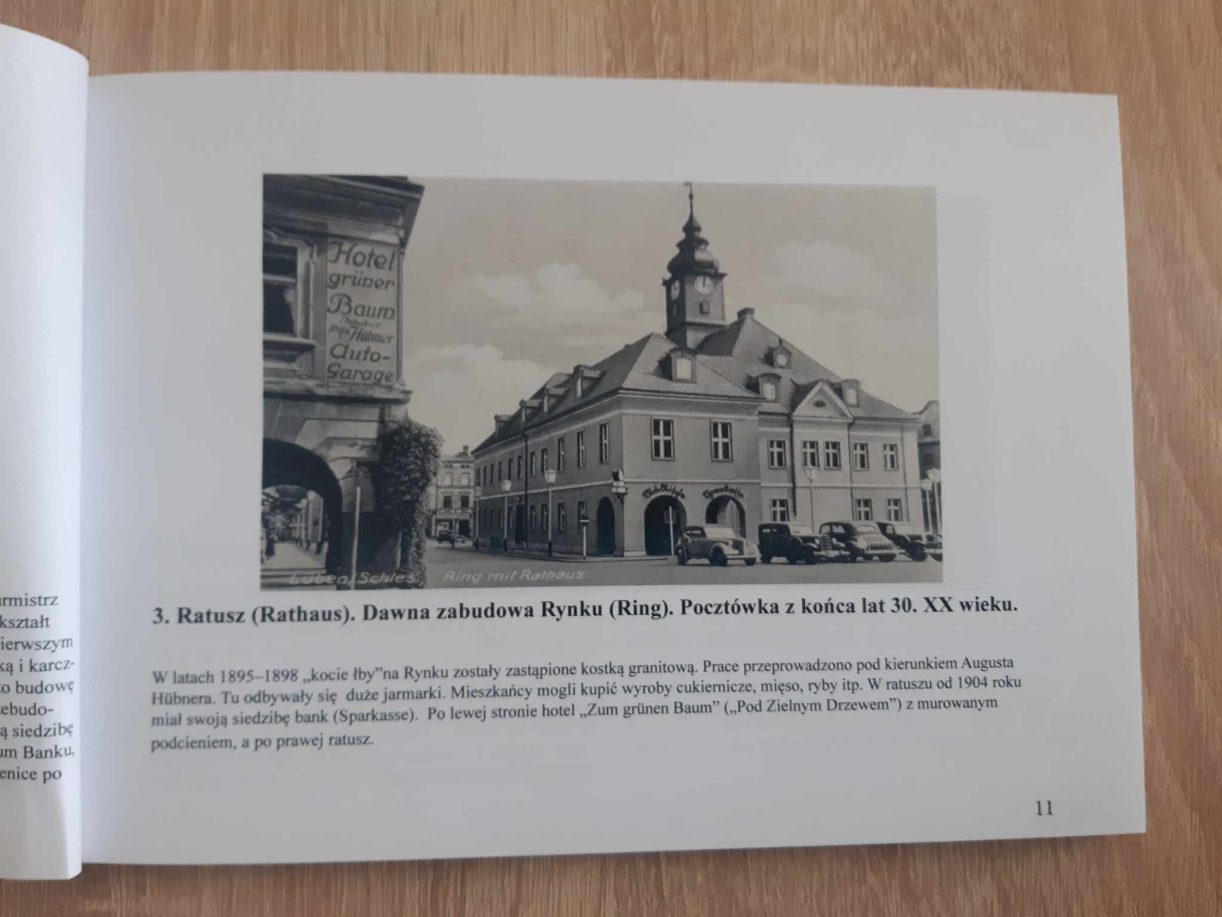 rmistrz
kształt
ierwszym
ką i karcz-
to budowę
zebudo-
ą siedzibę
um Banku.
enice po
Hotel
grüner
Baum
Hübner
Auto-
Garage
Lüben/Schles. Ring mit Rathaus
3. Ratusz (Rathaus). Dawna zabudowa Rynku (Ring). Pocztówka z końca lat 30. XX wieku.
W latach 1895–1898 „kocie łby”na Rynku zostały zastąpione kostką granitową. Prace przeprowadzono pod kierunkiem Augusta
Hübnera. Tu odbywały się duże jarmarki. Mieszkańcy mogli kupić wyroby cukiernicze, mięso, ryby itp. W ratuszu od 1904 roku
miał swoją siedzibę bank (Sparkasse). Po lewej stronie hotel „Zum grünen Baum” („Pod Zielnym Drzewem”) z murowanym
podcieniem, a po prawej ratusz.
11